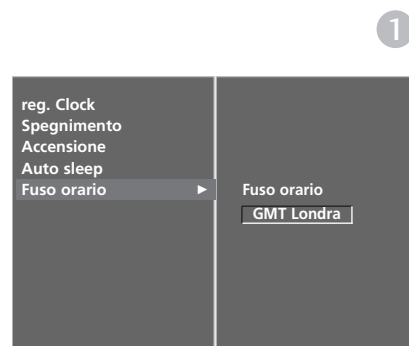 1
reg. Clock
Spegnimento
Accensione
Auto sleep
Fuso orario ►
Fuso orario
GMT Londra